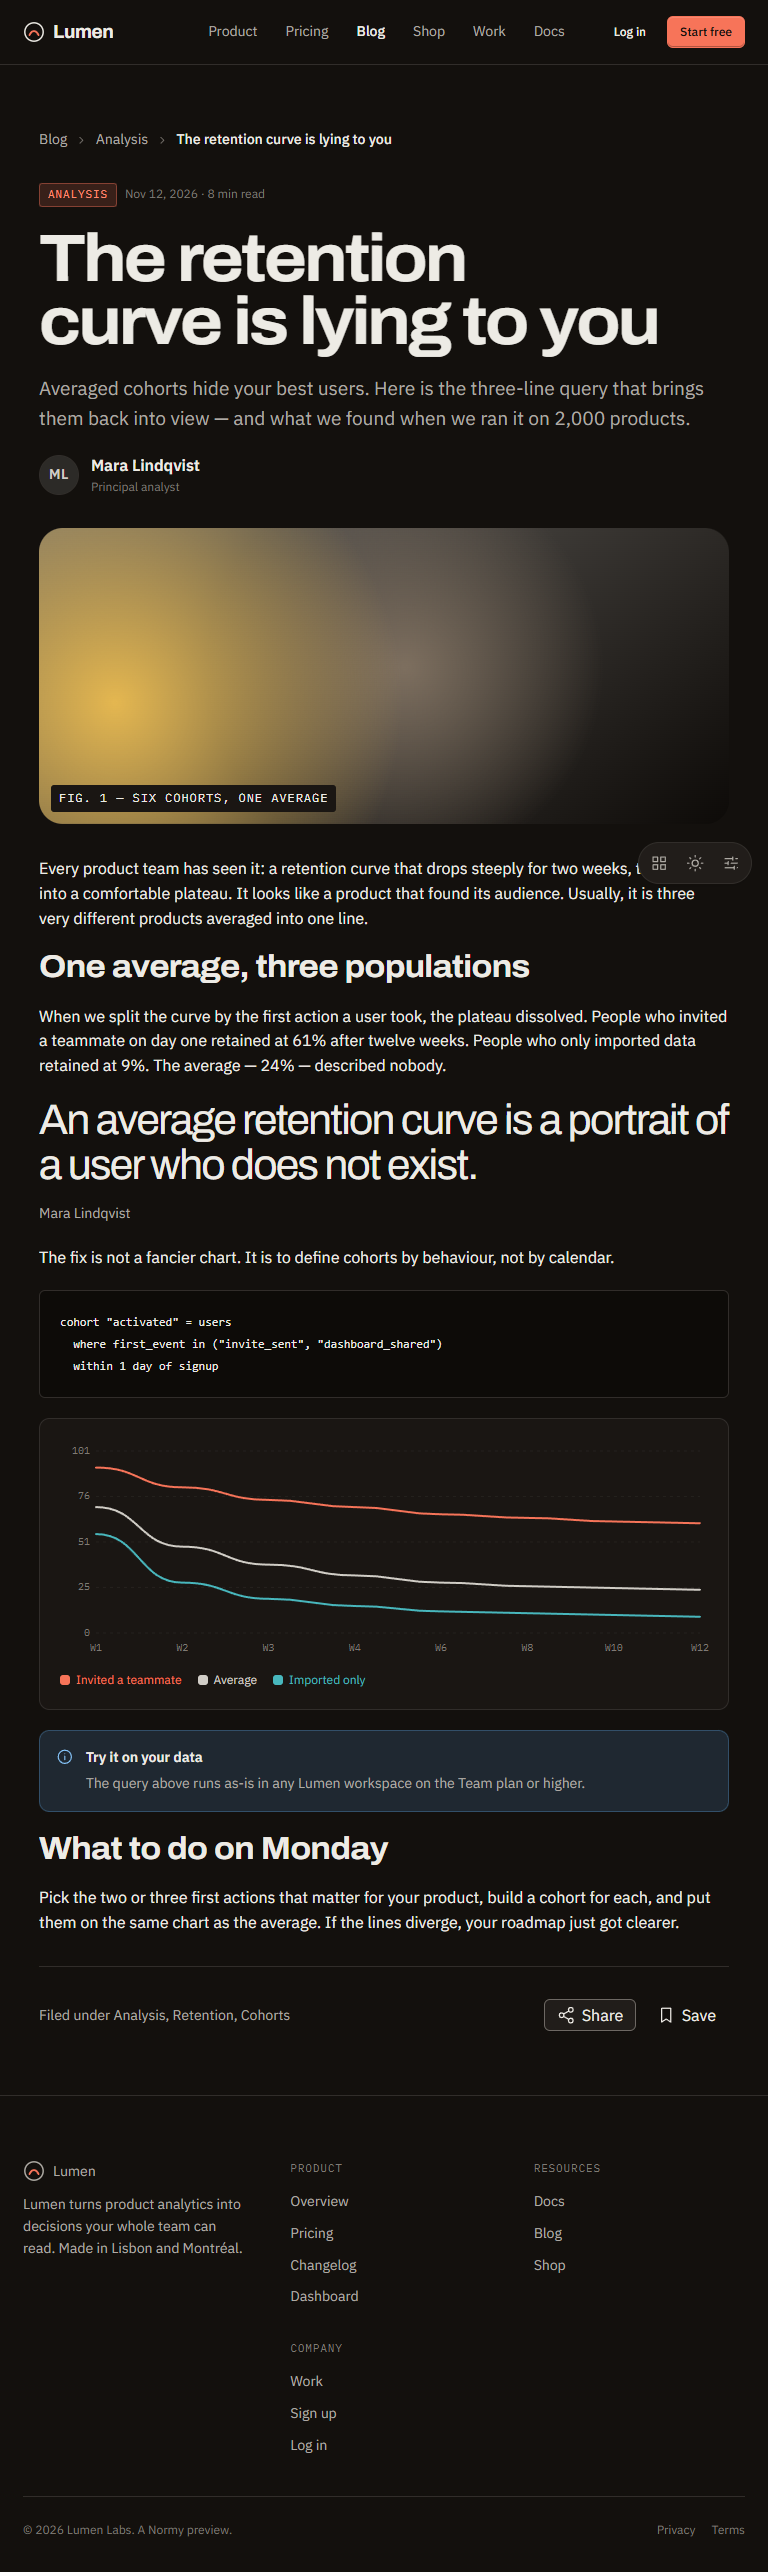 Lumen
Product Pricing Blog Shop Work Docs Log in Start free
Blog › Analysis › The retention curve is lying to you
ANALYSIS Nov 12, 2026 · 8 min read
The retention
curve is lying to you
Averaged cohorts hide your best users. Here is the three-line query that brings
them back into view — and what we found when we ran it on 2,000 products.
ML Mara Lindqvist
Principal analyst
FIG. 1 — SIX COHORTS, ONE AVERAGE
Every product team has seen it: a retention curve that drops steeply for two weeks,
into a comfortable plateau. It looks like a product that found its audience. Usually, it is three
very different products averaged into one line.
One average, three populations
When we split the curve by the first action a user took, the plateau dissolved. People who invited
a teammate on day one retained at 61% after twelve weeks. People who only imported data
retained at 9%. The average — 24% — described nobody.
An average retention curve is a portrait of
a user who does not exist.
Mara Lindqvist
The fix is not a fancier chart. It is to define cohorts by behaviour, not by calendar.
cohort "activated" = users
where first_event in ("invite_sent", "dashboard_shared")
within 1 day of signup
101
76
51
25
0
W1 W2 W3 W4 W6 W8 W10 W12
Invited a teammate Average Imported only
Try it on your data
The query above runs as-is in any Lumen workspace on the Team plan or higher.
What to do on Monday
Pick the two or three first actions that matter for your product, build a cohort for each, and put
them on the same chart as the average. If the lines diverge, your roadmap just got clearer.
Filed under Analysis, Retention, Cohorts Share Save
Lumen
Lumen turns product analytics into
decisions your whole team can
read. Made in Lisbon and Montréal.
PRODUCT
Overview
Pricing
Changelog
Dashboard
RESOURCES
Docs
Blog
Shop
COMPANY
Work
Sign up
Log in
© 2026 Lumen Labs. A Normy preview. Privacy Terms